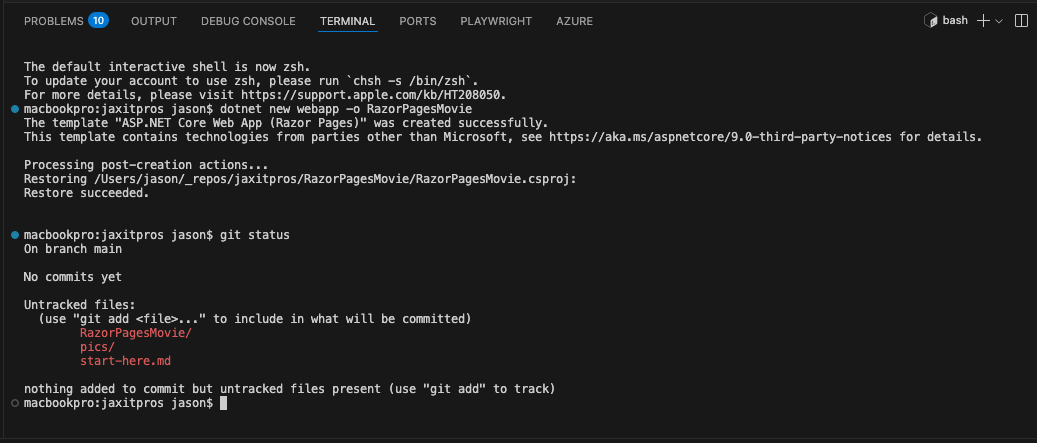 PROBLEMS 10 OUTPUT DEBUG CONSOLE TERMINAL PORTS PLAYWRIGHT AZURE bash
The default interactive shell is now zsh.
To update your account to use zsh, please run `chsh -s /bin/zsh`.
For more details, please visit https://support.apple.com/kb/HT208050.
macbookpro:jaxitpros jason$ dotnet new webapp -o RazorPagesMovie
The template "ASP.NET Core Web App (Razor Pages)" was created successfully.
This template contains technologies from parties other than Microsoft, see https://aka.ms/aspnetcore/9.0-third-party-notices for details.
Processing post-creation actions...
Restoring /Users/jason/_repos/jaxitpros/RazorPagesMovie/RazorPagesMovie.csproj:
Restore succeeded.
macbookpro:jaxitpros jason$ git status
On branch main
No commits yet
Untracked files:
(use "git add <file>..." to include in what will be committed)
RazorPagesMovie/
pics/
start-here.md
nothing added to commit but untracked files present (use "git add" to track)
macbookpro:jaxitpros jason$